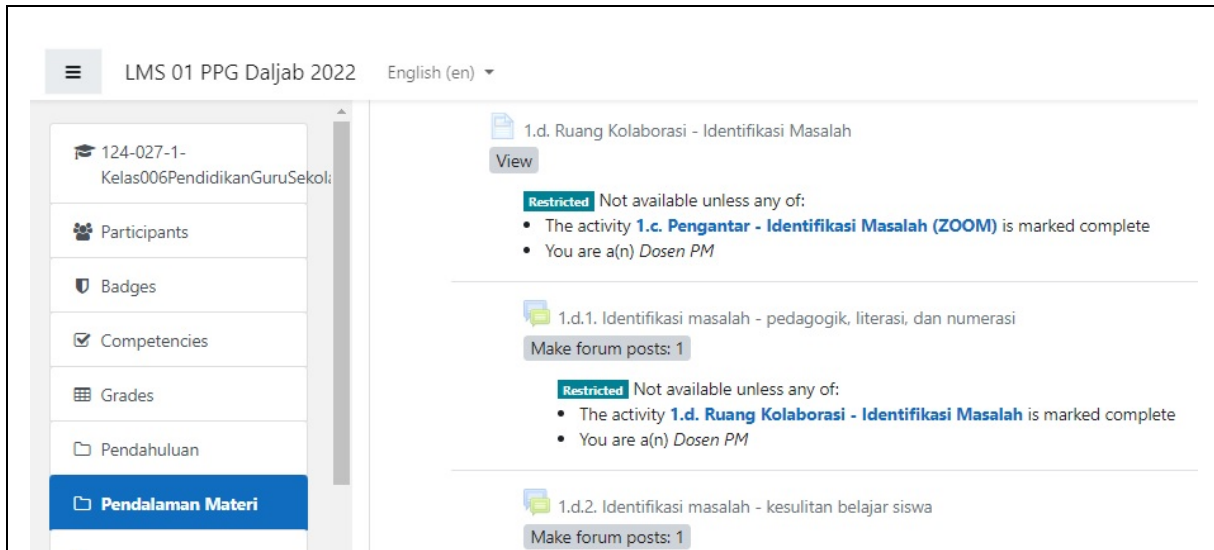 LMS 01 PPG Daljab 2022 English (en)
124-027-1-
Kelas006PendidikanGuruSekola
Participants
Badges
Competencies
Grades
Pendahuluan
Pendalaman Materi
1.d. Ruang Kolaborasi - Identifikasi Masalah
View
Restricted Not available unless any of:
• The activity 1.c. Pengantar - Identifikasi Masalah (ZOOM) is marked complete
• You are a(n) Dosen PM
1.d.1. Identifikasi masalah - pedagogik, literasi, dan numerasi
Make forum posts: 1
Restricted Not available unless any of:
• The activity 1.d. Ruang Kolaborasi - Identifikasi Masalah is marked complete
• You are a(n) Dosen PM
1.d.2. Identifikasi masalah - kesulitan belajar siswa
Make forum posts: 1